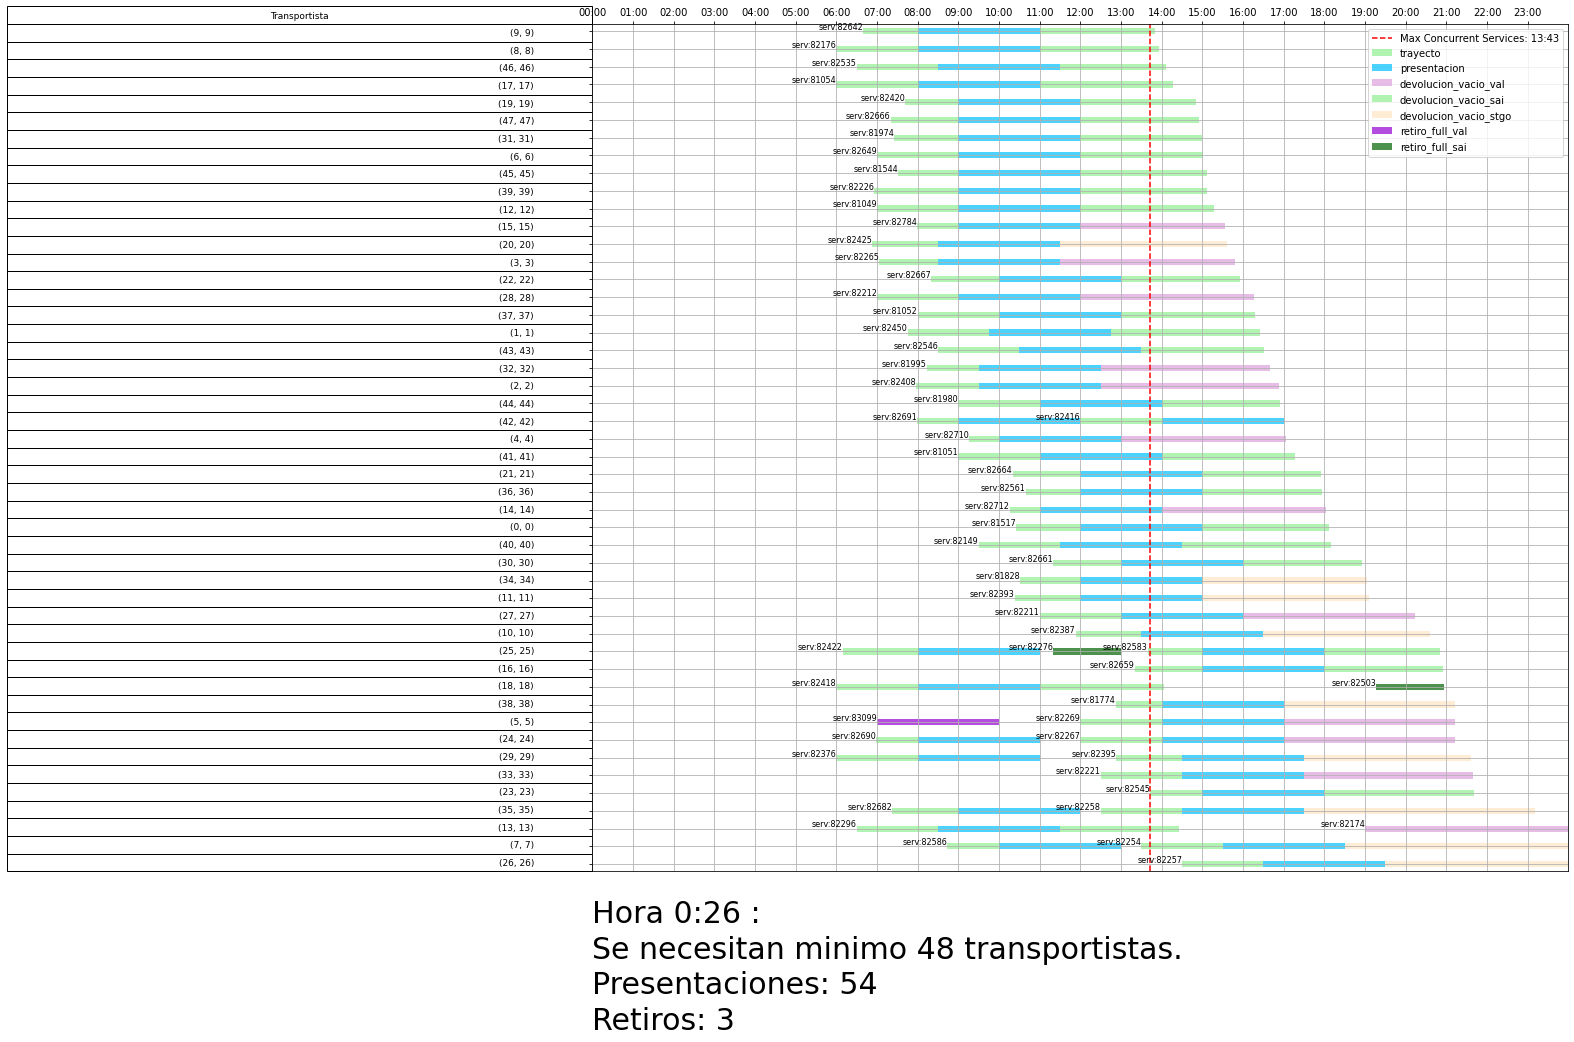 Transportista
00:00 01:00 02:00 03:00 04:00 05:00 06:00 07:00 08:00 09:00 10:00 11:00 12:00 13:00 14:00 15:00 16:00 17:00 18:00 19:00 20:00 21:00 22:00 23:00
Max Concurrent Services: 13:43
trayecto
presentacion
devolucion_vacio_val
devolucion_vacio_sai
devolucion_vacio_stgo
retiro_full_val
retiro_full_sai
(9, 9) serv:82642
(8, 8) serv:82176
(46, 46) serv:82535
(17, 17) serv:81054
(19, 19) serv:82420
(47, 47) serv:82666
(31, 31) serv:81974
(6, 6) serv:82649
(45, 45) serv:81544
(39, 39) serv:82226
(12, 12) serv:81049
(15, 15) serv:82784
(20, 20) serv:82425
(3, 3) serv:82265
(22, 22) serv:82667
(28, 28) serv:82212
(37, 37) serv:81052
(1, 1) serv:82450
(43, 43) serv:82546
(32, 32) serv:81995
(2, 2) serv:82408
(44, 44) serv:81980
(42, 42) serv:82691 serv:82416
(4, 4) serv:82710
(41, 41) serv:81051
(21, 21) serv:82664
(36, 36) serv:82561
(14, 14) serv:82712
(0, 0) serv:81517
(40, 40) serv:82149
(30, 30) serv:82661
(34, 34) serv:81828
(11, 11) serv:82393
(27, 27) serv:82211
(10, 10) serv:82387
(25, 25) serv:82422 serv:82276 serv:82583
(16, 16) serv:82659
(18, 18) serv:82418 serv:82503
(38, 38) serv:81774
(5, 5) serv:83099 serv:82269
(24, 24) serv:82690 serv:82267
(29, 29) serv:82376 serv:82395
(33, 33) serv:82221
(23, 23) serv:82545
(35, 35) serv:82682 serv:82258
(13, 13) serv:82296 serv:82174
(7, 7) serv:82586 serv:82254
(26, 26) serv:82257
Hora 0:26 :
Se necesitan minimo 48 transportistas.
Presentaciones: 54
Retiros: 3